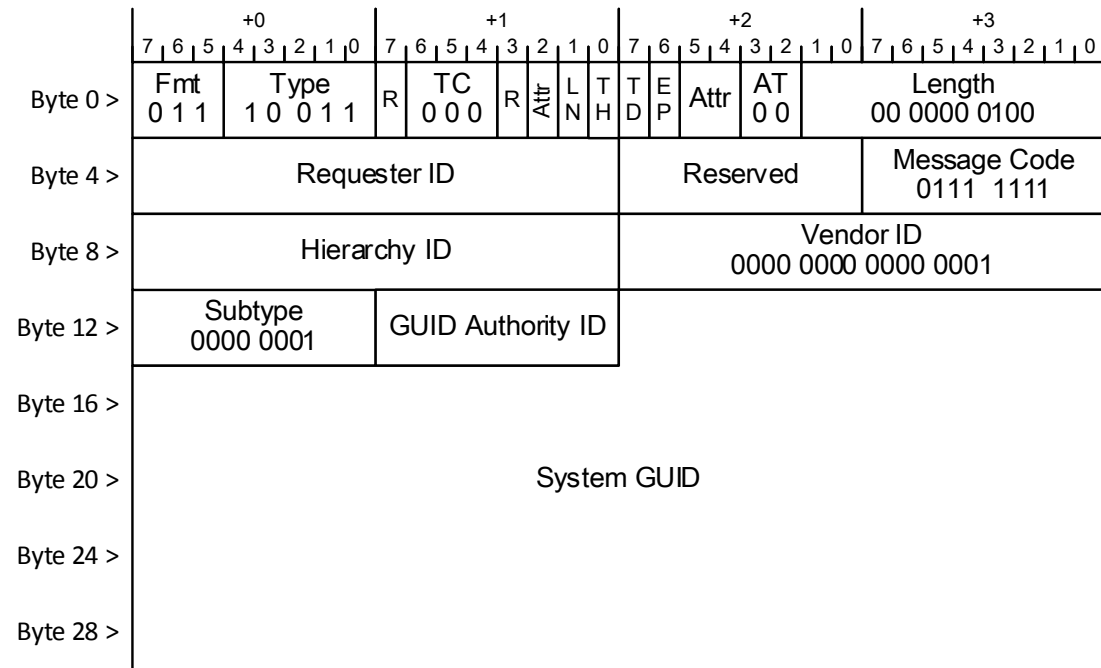 +0 +1 +2 +3
7 6 5 4 3 2 1 0 7 6 5 4 3 2 1 0 7 6 5 4 3 2 1 0 7 6 5 4 3 2 1 0
Byte 0 > Fmt 0 1 1 Type 1 0 0 1 1 R TC 0 0 0 R Attr LN TH TD EP Attr AT 0 0 Length 00 0000 0100
Byte 4 > Requester ID Reserved Message Code 0111 1111
Byte 8 > Hierarchy ID Vendor ID 0000 0000 0000 0001
Byte 12 > Subtype 0000 0001 GUID Authority ID
Byte 16 >
Byte 20 > System GUID
Byte 24 >
Byte 28 >